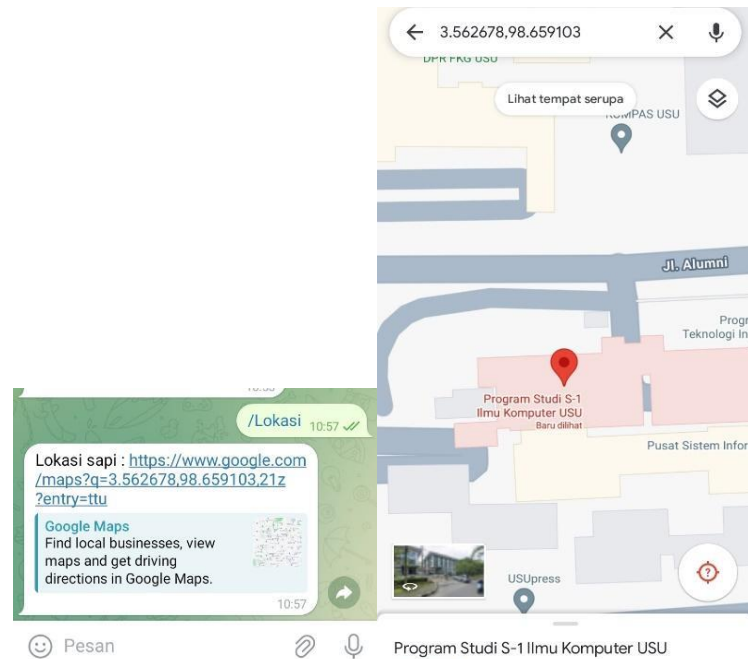 /Lokasi 10:57
Lokasi sapi : https://www.google.com
/maps?q=3.562678,98.659103,21z
?entry=ttu
Google Maps
Find local businesses, view
maps and get driving
directions in Google Maps.
10:57
Pesan
3.562678,98.659103
DPR FKG USU
Lihat tempat serupa
USU
Jl. Alumni
Progr
Teknologi In
Program Studi S-1
Ilmu Komputer USU
Baru dilihat
Pusat Sistem Infor
USUpress
Program Studi S-1 Ilmu Komputer USU